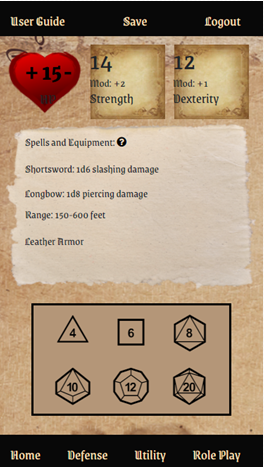 User Guide Save Logout
+ 15 -
14
Mod: +2
Strength
12
Mod: +1
Dexterity
Spells and Equipment: ?
Shortsword: 1d6 slashing damage
Longbow: 1d8 piercing damage
Range: 150-600 feet
Leather Armor
4 6 8
10 12 20
Home Defense Utility Role Play